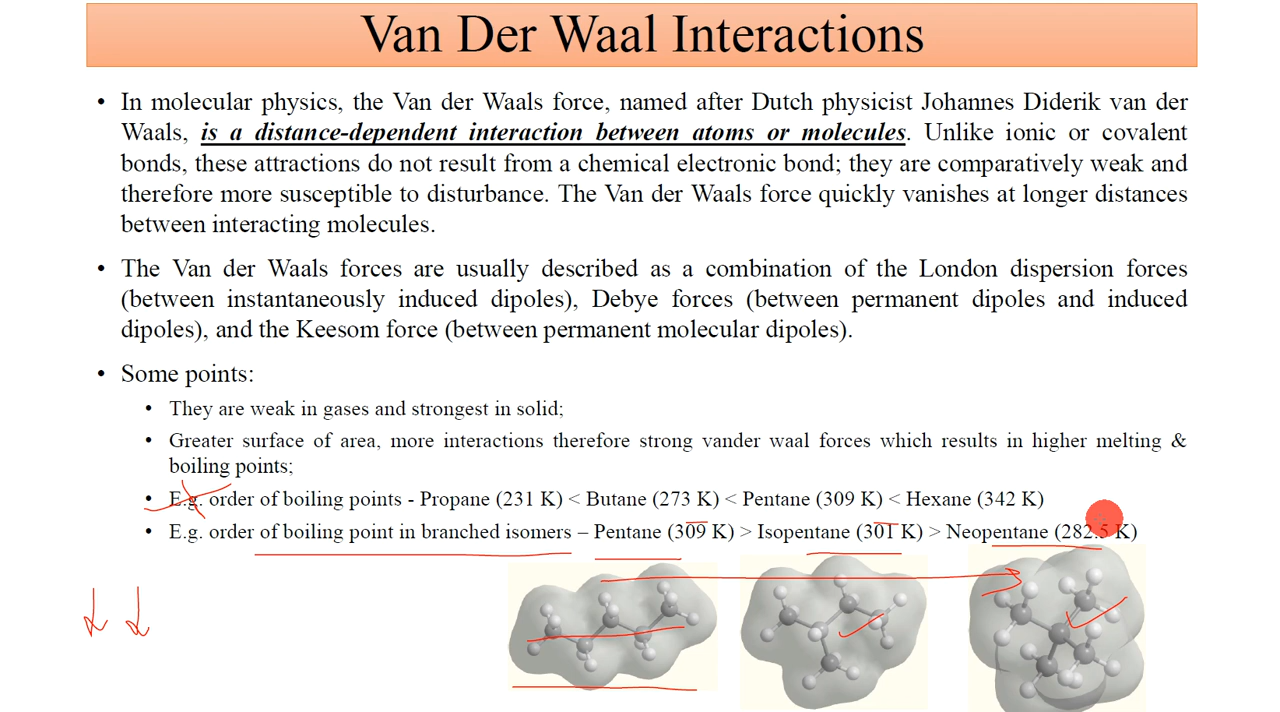 Van Der Waal Interactions
• In molecular physics, the Van der Waals force, named after Dutch physicist Johannes Diderik van der
Waals, is a distance-dependent interaction between atoms or molecules. Unlike ionic or covalent
bonds, these attractions do not result from a chemical electronic bond; they are comparatively weak and
therefore more susceptible to disturbance. The Van der Waals force quickly vanishes at longer distances
between interacting molecules.
• The Van der Waals forces are usually described as a combination of the London dispersion forces
(between instantaneously induced dipoles), Debye forces (between permanent dipoles and induced
dipoles), and the Keesom force (between permanent molecular dipoles).
• Some points:
• They are weak in gases and strongest in solid;
• Greater surface of area, more interactions therefore strong vander waal forces which results in higher melting &
boiling points;
• E.g. order of boiling points - Propane (231 K) < Butane (273 K) < Pentane (309 K) < Hexane (342 K)
• E.g. order of boiling point in branched isomers – Pentane (309 K) > Isopentane (301 K) > Neopentane (282.5 K)